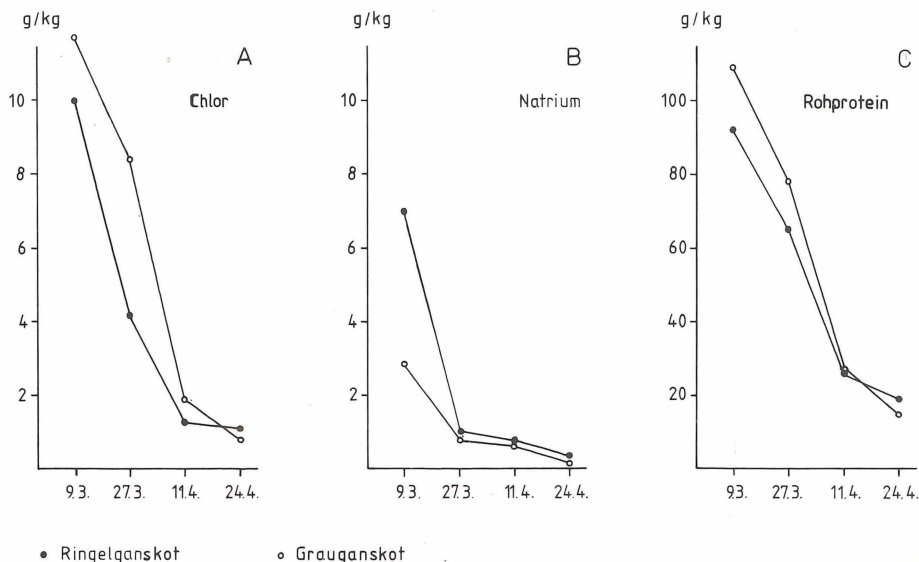 g/kg
A
Chlor
10
8
6
4
2
9.3. 27.3. 11.4. 24.4.
g/kg
B
Natrium
10
8
6
4
2
9.3. 27.3. 11.4. 24.4.
g/kg
C
Rohprotein
100
80
60
40
20
9.3. 27.3. 11.4. 24.4.
Ringelganskot
Grauganskot